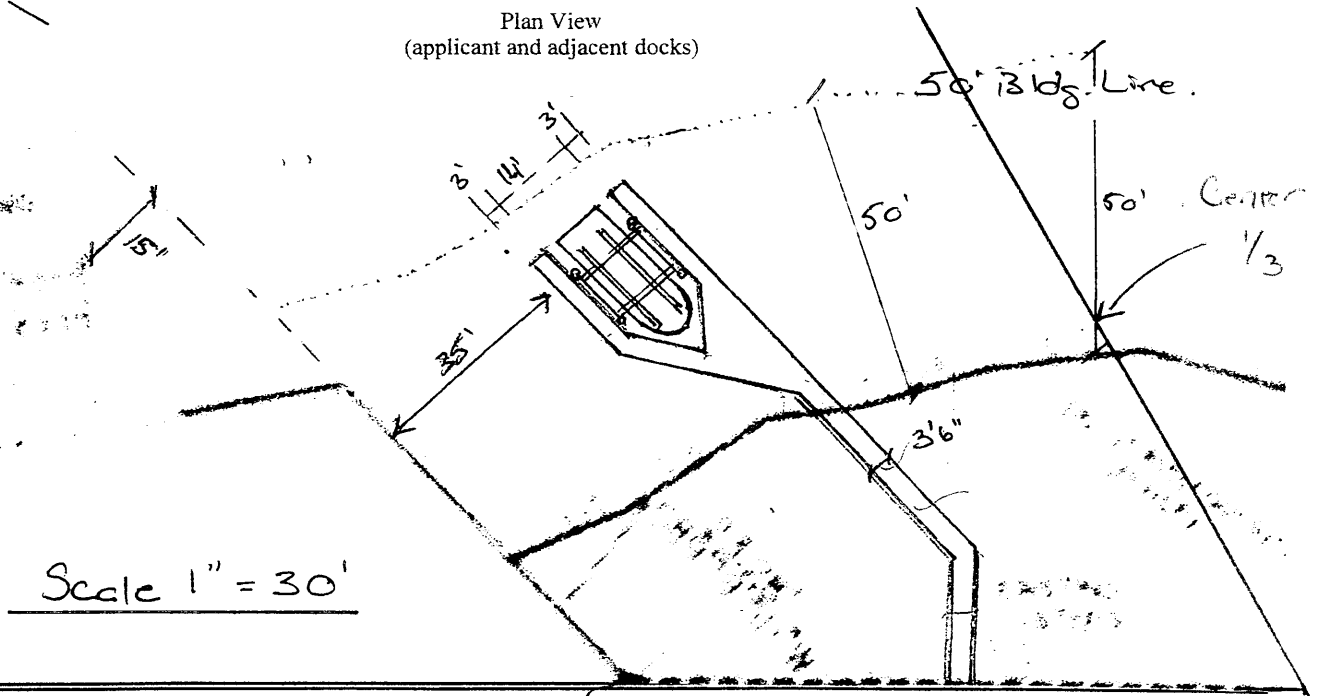 Plan View
(applicant and adjacent docks)
50' Bldg. Line.
3'
14'
3'
15'
50'
50'
Center
1/3
35'
3'6"
Scale 1" = 30'